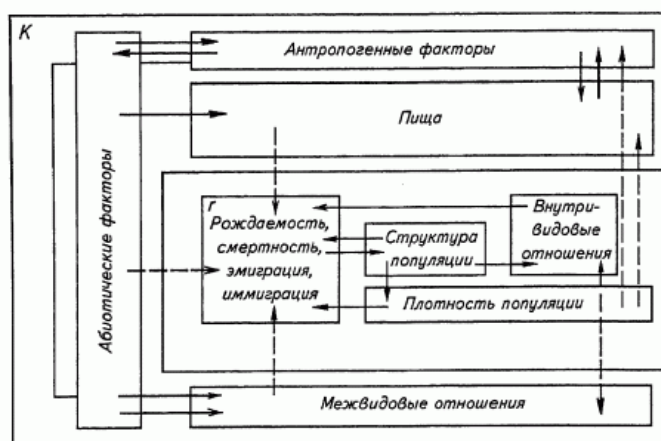 К
Антропогенные факторы
Пища
Абиотические факторы
r
Рождаемость,
смертность,
эмиграция,
иммиграция
Структура
популяции
Внутри-
видовые
отношения
Плотность популяции
Межвидовые отношения